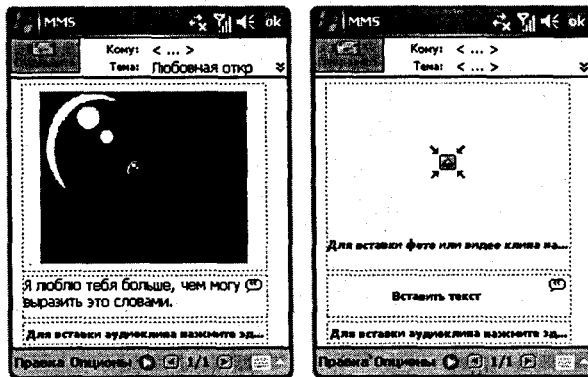 MMS
ok
Кому: < ... >
Тема: Любовная откр
Я люблю тебя больше, чем могу
выразить это словами.
Для вставки аудиоклипа нажмите зд...
Правка Опционы 1/1
MMS
ok
Кому: < ... >
Тема: < ... >
Для вставки фото или видео клипа на...
Вставить текст
Для вставки аудиоклипа нажмите зд...
Правка Опционы 1/1